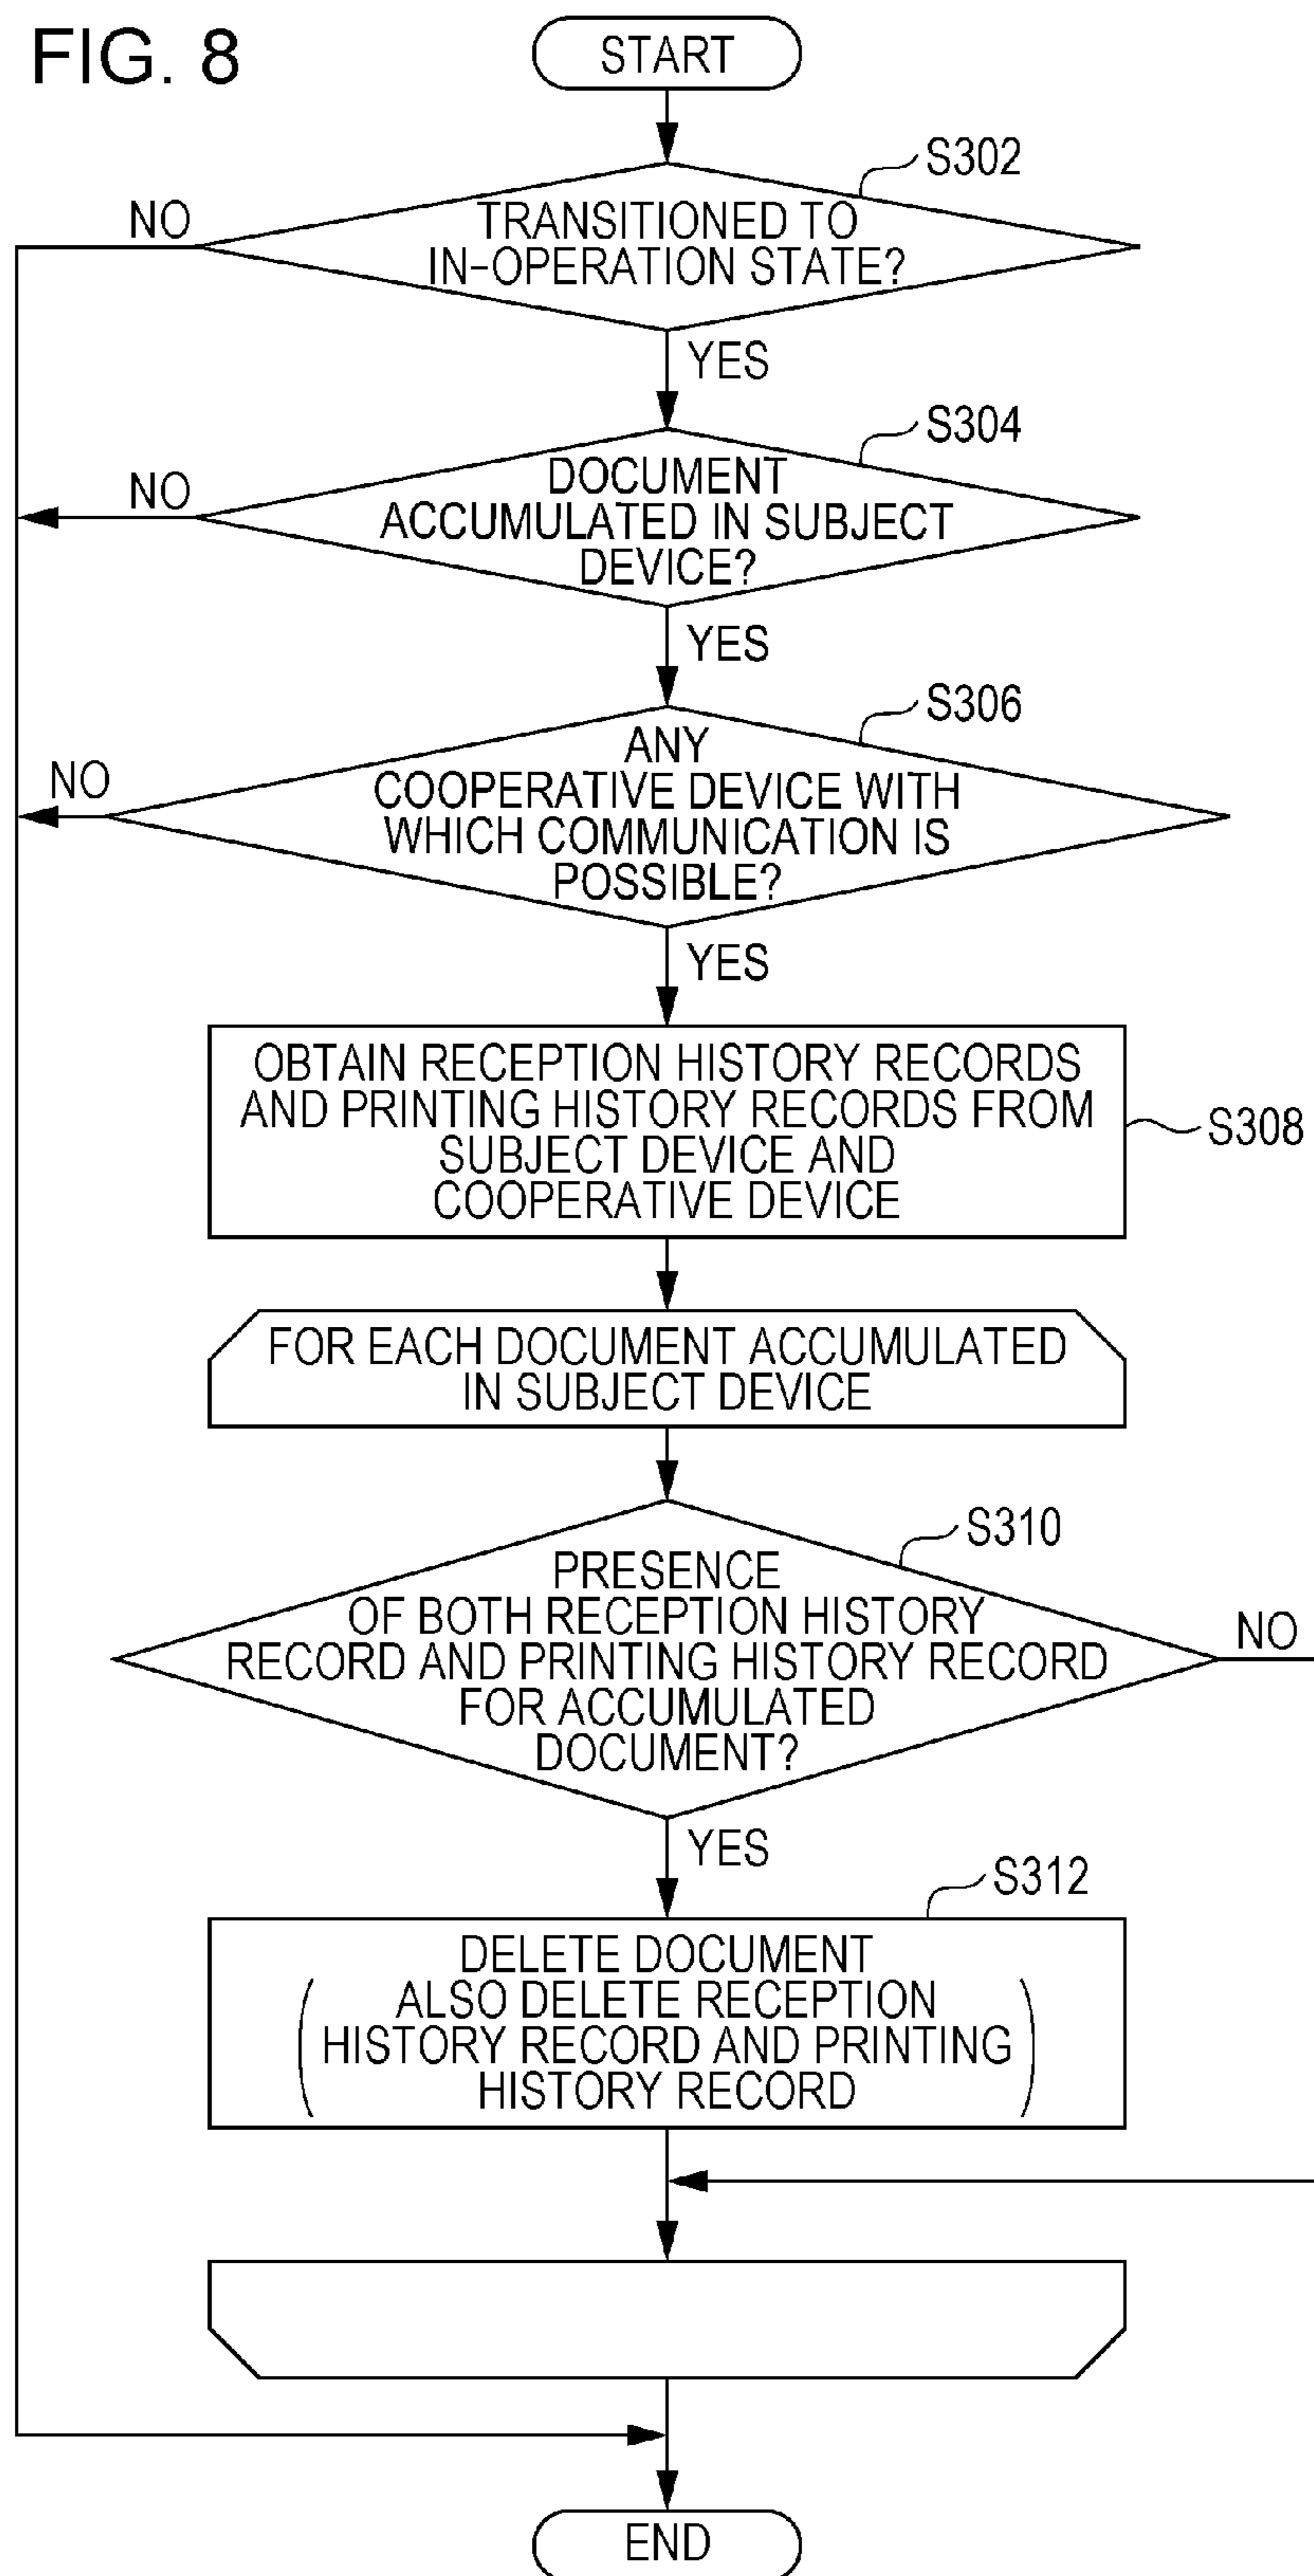 FIG. 8
START
S302
NO
TRANSITIONED TO
IN-OPERATION STATE?
YES
S304
NO
DOCUMENT
ACCUMULATED IN SUBJECT
DEVICE?
YES
S306
NO
ANY
COOPERATIVE DEVICE WITH
WHICH COMMUNICATION IS
POSSIBLE?
YES
OBTAIN RECEPTION HISTORY RECORDS
AND PRINTING HISTORY RECORDS FROM
SUBJECT DEVICE AND
COOPERATIVE DEVICE
S308
FOR EACH DOCUMENT ACCUMULATED
IN SUBJECT DEVICE
S310
PRESENCE
OF BOTH RECEPTION HISTORY
RECORD AND PRINTING HISTORY RECORD
FOR ACCUMULATED
DOCUMENT?
NO
YES
S312
DELETE DOCUMENT
(ALSO DELETE RECEPTION
HISTORY RECORD AND PRINTING
HISTORY RECORD)
END